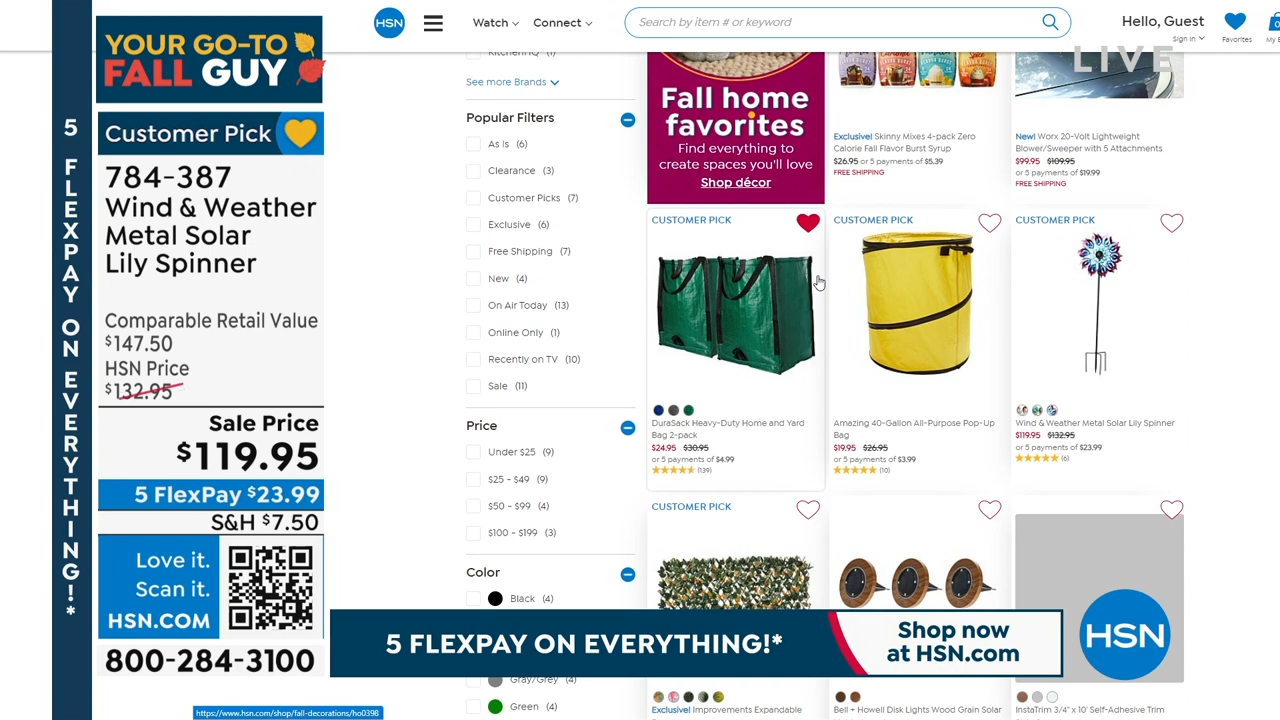 YOUR GO-TO
FALL GUY
5 FLEXPAY ON EVERYTHING!*
Customer Pick
784-387
Wind & Weather
Metal Solar
Lily Spinner
Comparable Retail Value
$147.50
HSN Price
$132.95
Sale Price
$119.95
5 FlexPay $23.99
S&H $7.50
Love it.
Scan it.
HSN.COM
800-284-3100
HSN
Watch
Connect
Search by item # or keyword
Hello, Guest
Sign In
Favorites
LIVE
KitchenIQ (1)
See more Brands
Popular Filters
As Is (6)
Clearance (3)
Customer Picks (7)
Exclusive (6)
Free Shipping (7)
New (4)
On Air Today (13)
Online Only (1)
Recently on TV (10)
Sale (11)
Price
Under $25 (9)
$25 - $49 (9)
$50 - $99 (4)
$100 - $199 (3)
Color
Black (4)
Gray/Grey (4)
Green (4)
Fall home
favorites
Find everything to
create spaces you'll love
Shop décor
Exclusive! Skinny Mixes 4-pack Zero
Calorie Fall Flavor Burst Syrup
$26.95 or 5 payments of $5.39
FREE SHIPPING
New! Worx 20-Volt Lightweight
Blower/Sweeper with 5 Attachments
$99.95 $109.95
or 5 payments of $19.99
FREE SHIPPING
CUSTOMER PICK
DuraSack Heavy-Duty Home and Yard
Bag 2-pack
$24.95 $30.95
or 5 payments of $4.99
(139)
CUSTOMER PICK
Amazing 40-Gallon All-Purpose Pop-Up
Bag
$19.95 $26.95
or 5 payments of $3.99
(10)
CUSTOMER PICK
Wind & Weather Metal Solar Lily Spinner
$119.95 $132.95
or 5 payments of $23.99
(6)
CUSTOMER PICK
Exclusive! Improvements Expandable
Bell + Howell Disk Lights Wood Grain Solar
InstaTrim 3/4" x 10' Self-Adhesive Trim
5 FLEXPAY ON EVERYTHING!*
Shop now
at HSN.com
HSN
https://www.hsn.com/shop/fall-decorations/ho0398